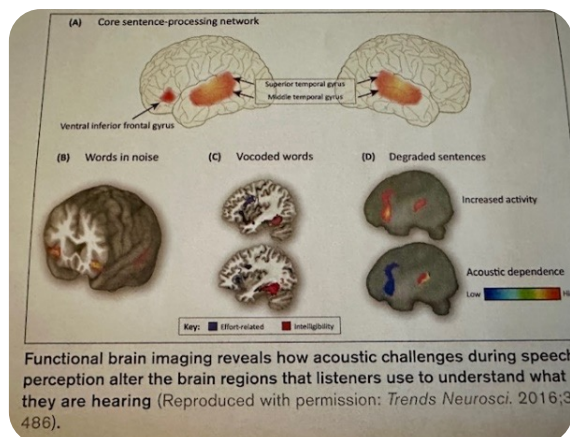 (A) Core sentence-processing network
Superior temporal gyrus
Middle temporal gyrus
Ventral inferior frontal gyrus
(B) Words in noise
(C) Vocoded words
(D) Degraded sentences
Increased activity
Acoustic dependence
Low
Key: Effort-related Intelligibility
Functional brain imaging reveals how acoustic challenges during speech
perception alter the brain regions that listeners use to understand what
they are hearing (Reproduced with permission: Trends Neurosci. 2016;3
486).